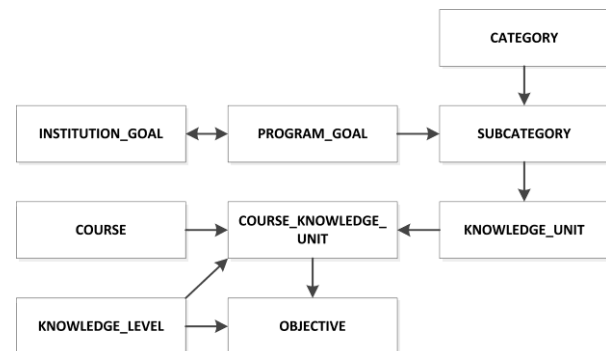 CATEGORY
INSTITUTION_GOAL
PROGRAM_GOAL
SUBCATEGORY
COURSE
COURSE_KNOWLEDGE_
UNIT
KNOWLEDGE_UNIT
KNOWLEDGE_LEVEL
OBJECTIVE